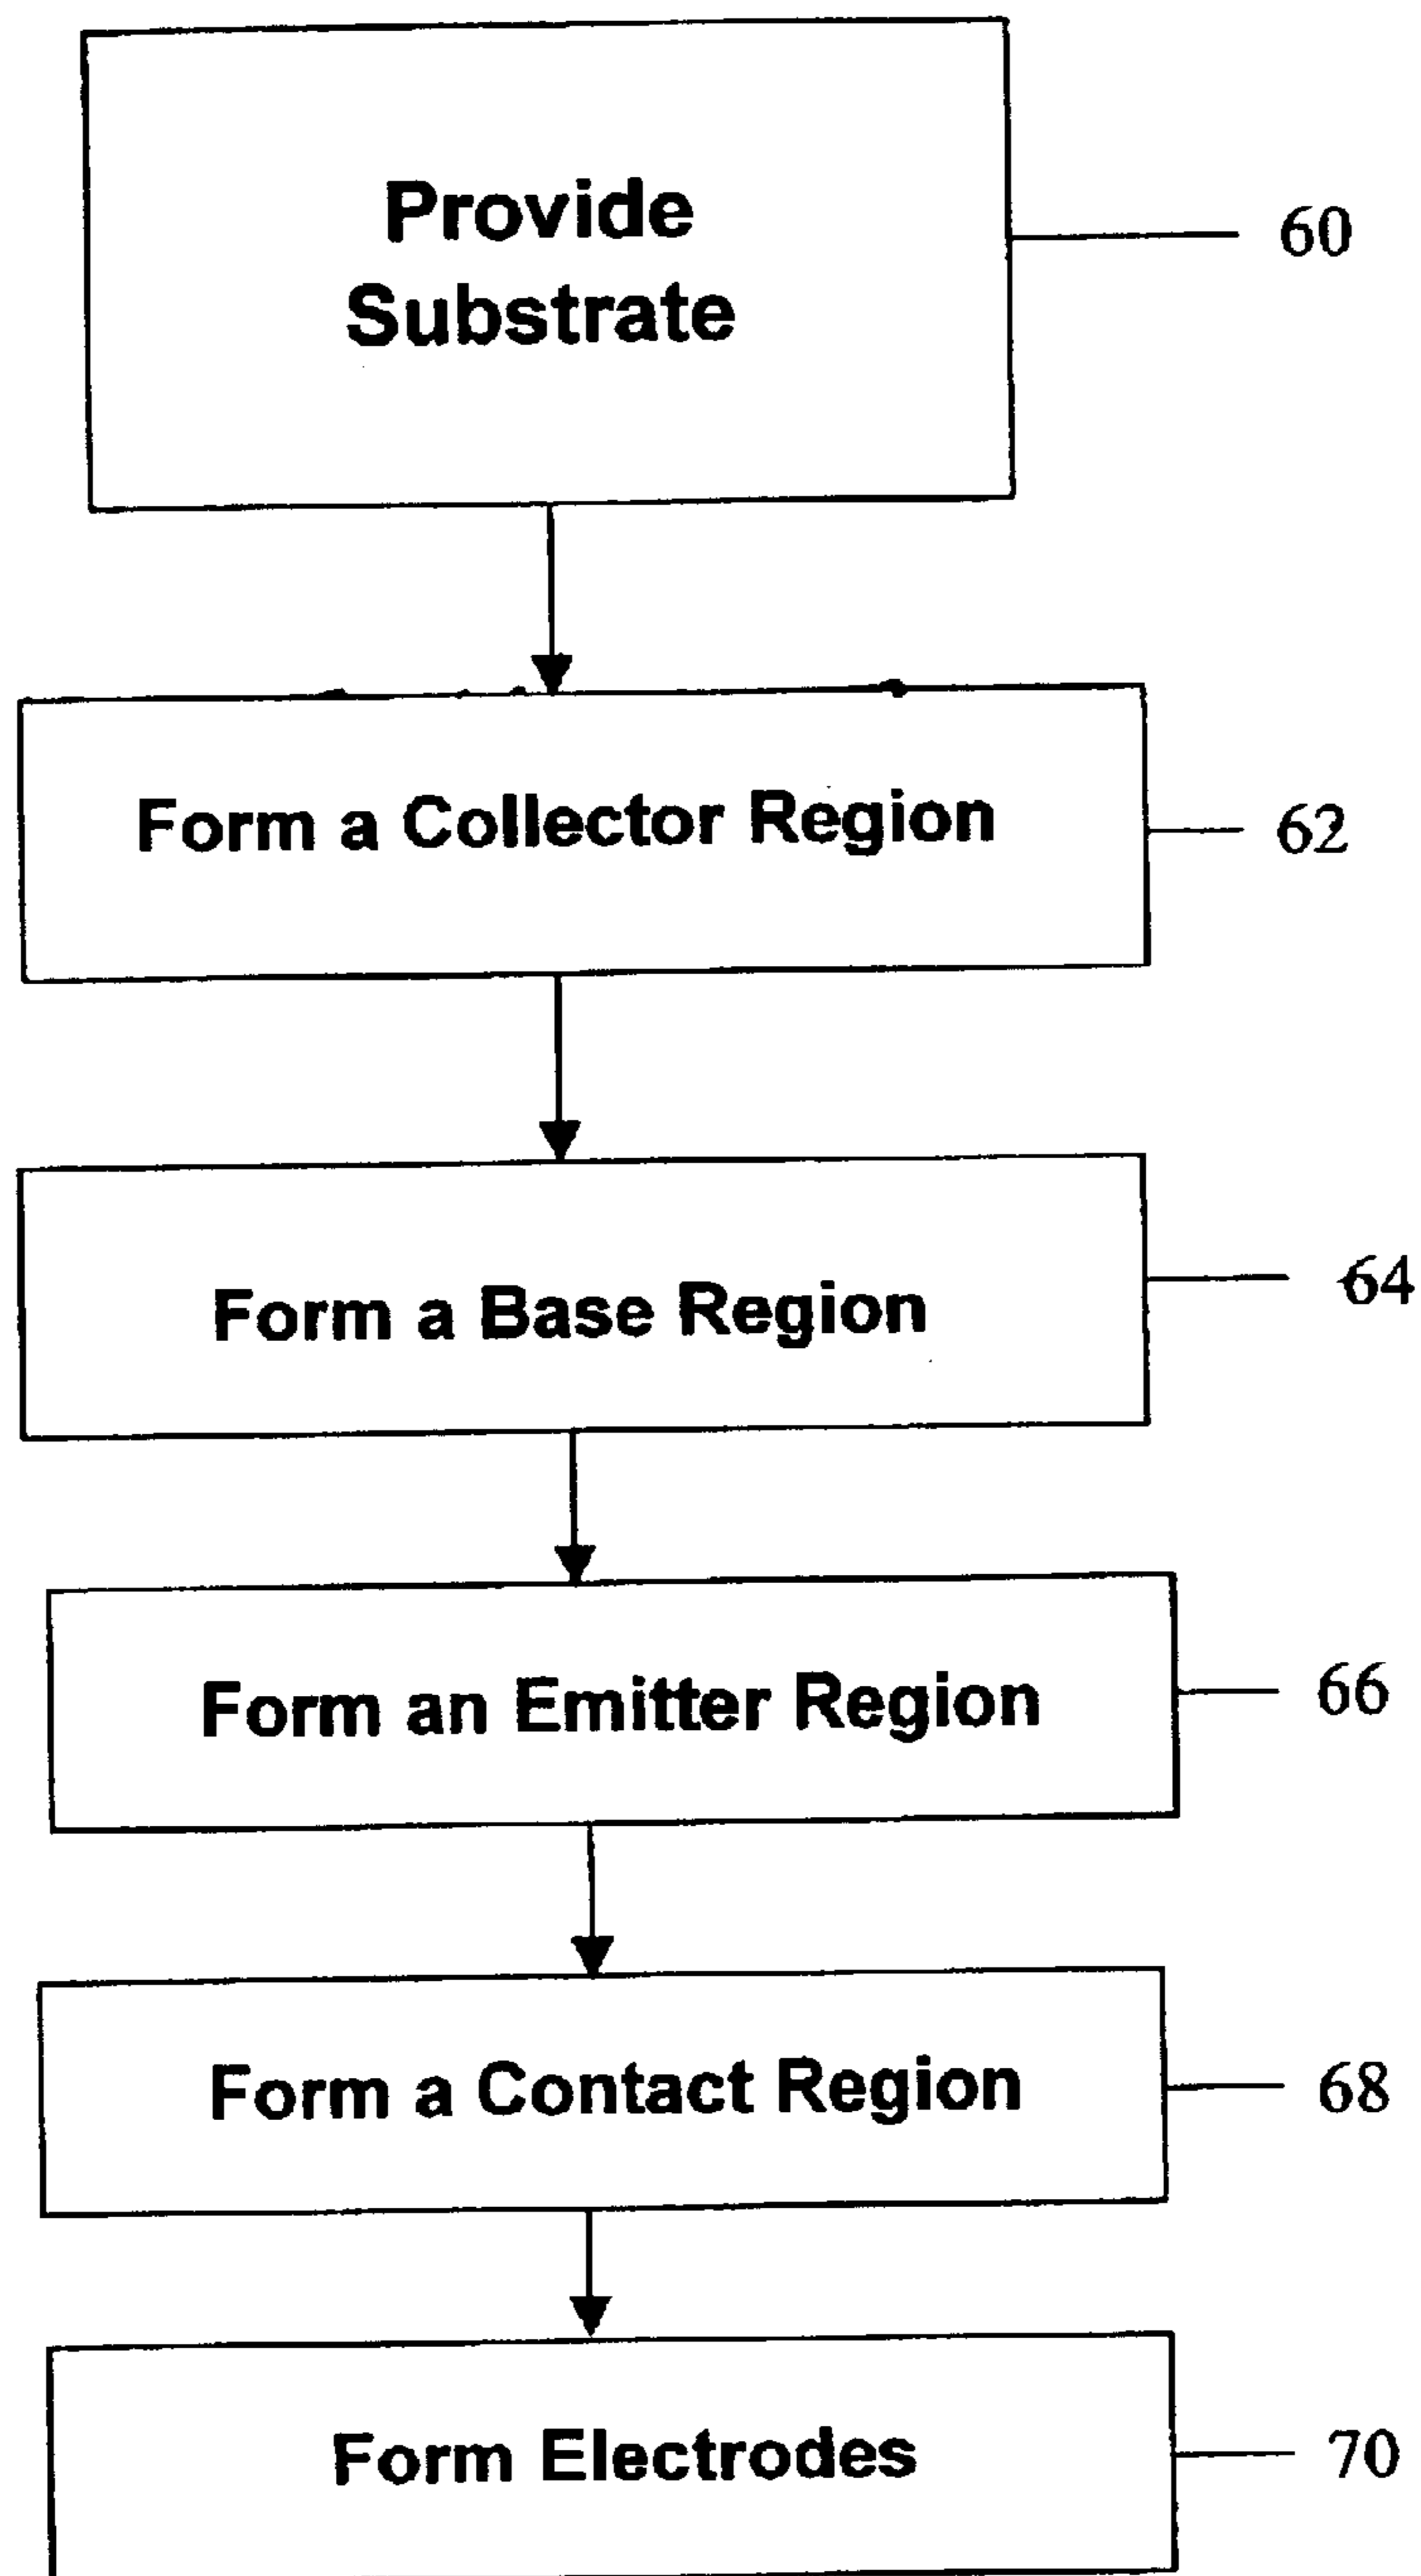 Provide
Substrate
60
Form a Collector Region
62
Form a Base Region
64
Form an Emitter Region
66
Form a Contact Region
68
Form Electrodes
70